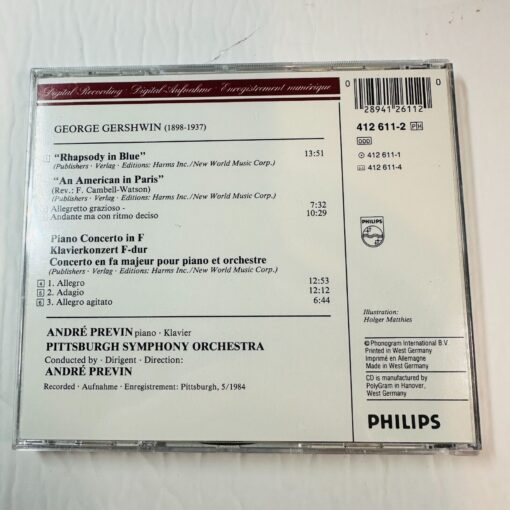 Digital Recording · Digital-Aufnahme · Enregistrement numérique
GEORGE GERSHWIN (1898-1937)
1 "Rhapsody in Blue" 13:51
(Publishers · Verlag · Editions: Harms Inc./New World Music Corp.)
"An American in Paris"
(Publishers · Verlag · Editions: Harms Inc./New World Music Corp.)
(Rev.: F. Cambell-Watson)
Allegretto grazioso - 7:32
Andante ma con ritmo deciso 10:29
Piano Concerto in F
Klavierkonzert F-dur
Concerto en fa majeur pour piano et orchestre
(Publishers · Verlag · Editions: Harms Inc./New World Music Corp.)
4 1. Allegro 12:53
5 2. Adagio 12:12
6 3. Allegro agitato 6:44
ANDRÉ PREVIN piano · Klavier
PITTSBURGH SYMPHONY ORCHESTRA
Conducted by · Dirigent · Direction:
ANDRÉ PREVIN
Recorded · Aufnahme · Enregistrement: Pittsburgh, 5/1984
0 28941 26112 0
412 611-2 PH
DDD
412 611-1
412 611-4
PHILIPS
Illustration:
Holger Matthies
℗ Phonogram International B.V.
Printed in West Germany
Imprimé en Allemagne
Made in West Germany
CD is manufactured by
PolyGram in Hanover,
West Germany
PHILIPS